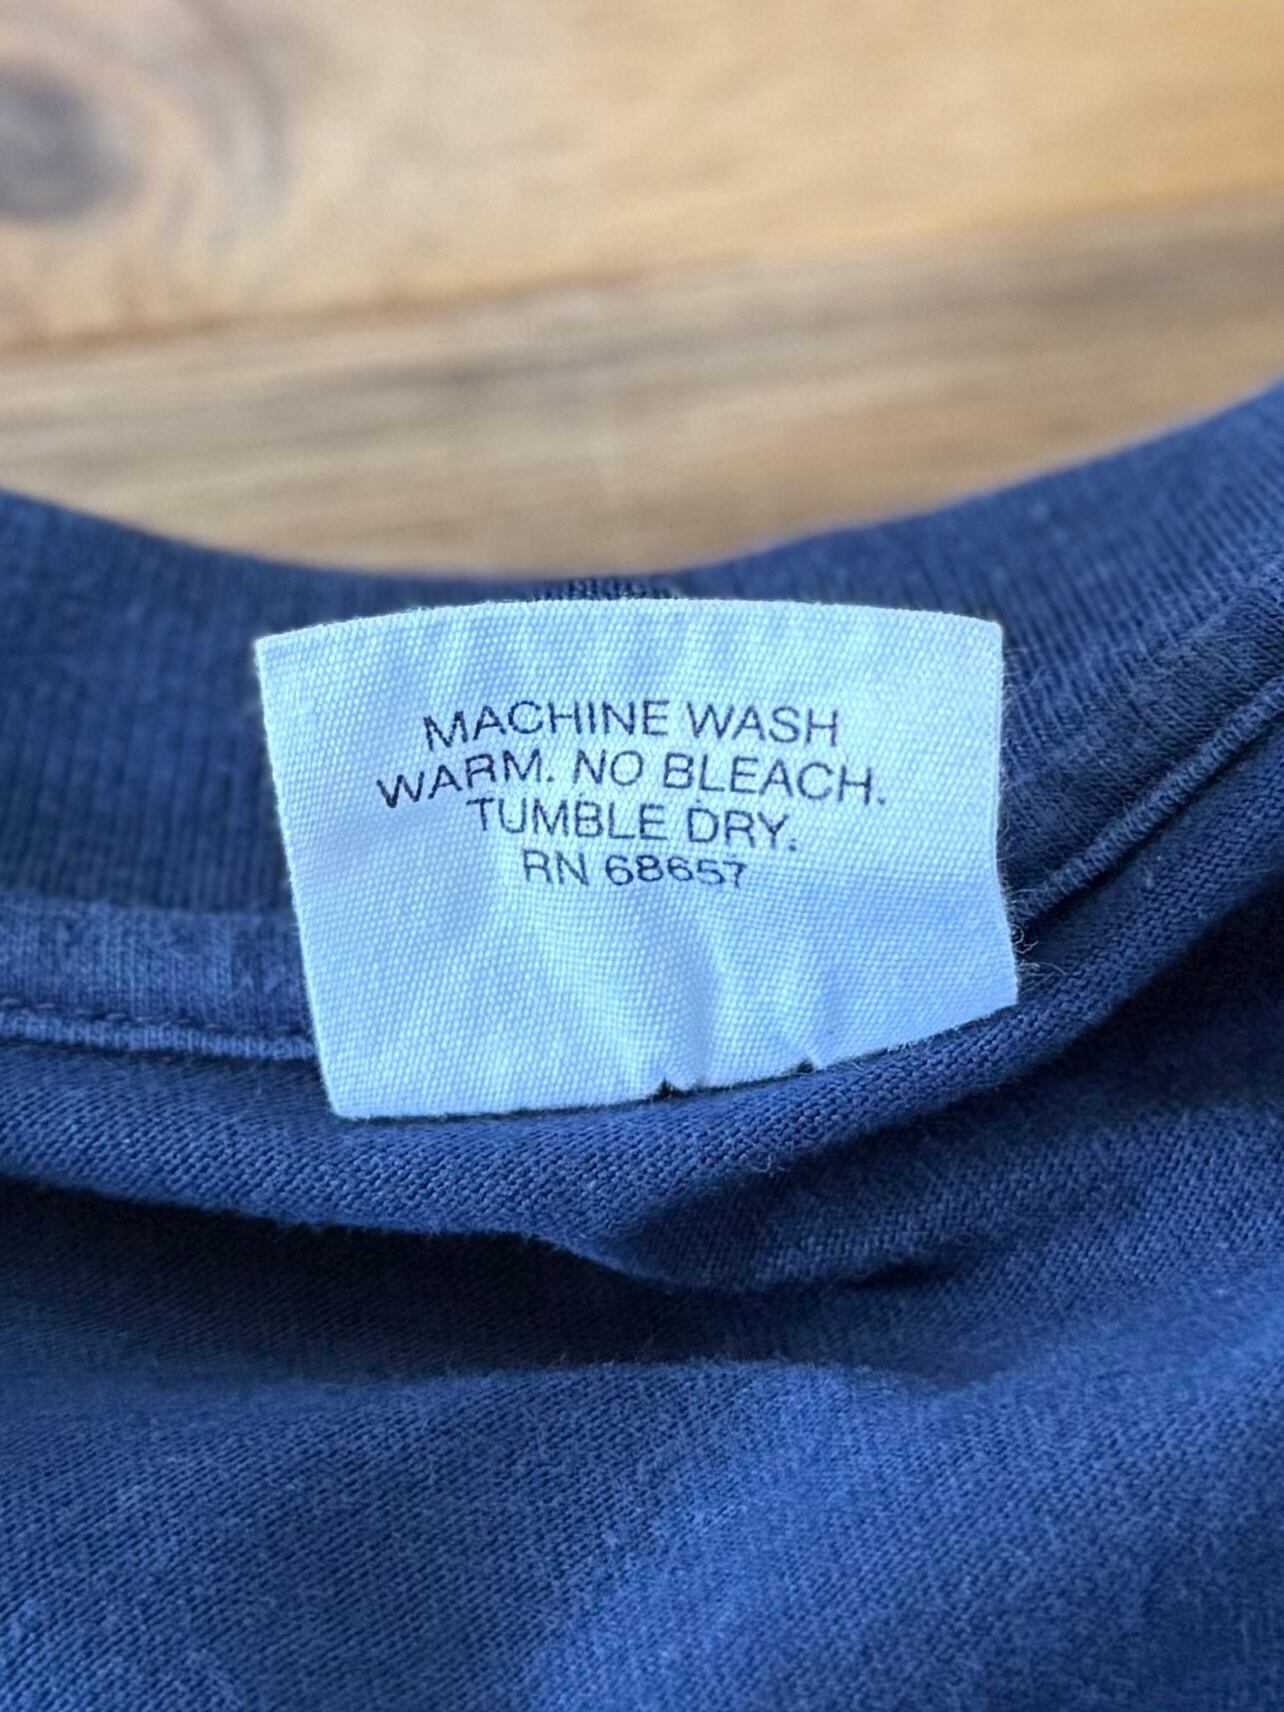 MACHINE WASH
WARM. NO BLEACH.
TUMBLE DRY.
RN 68657